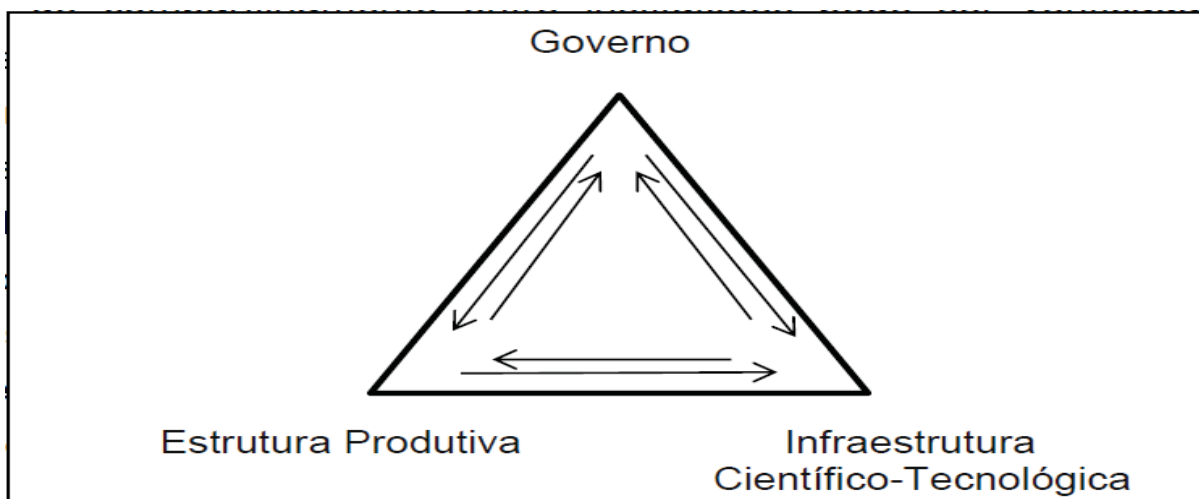 Governo
Estrutura Produtiva
Infraestrutura
Científico-Tecnológica